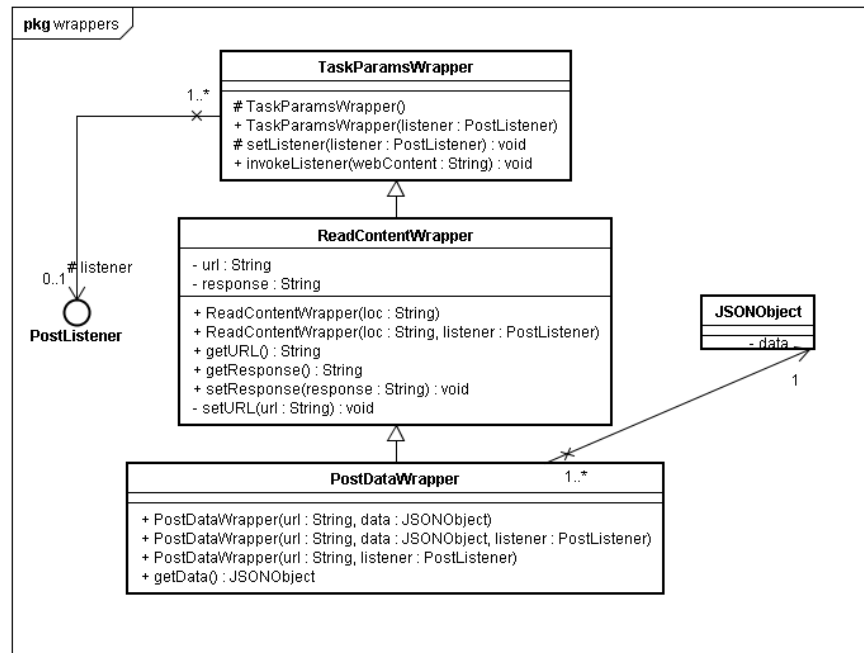 pkg wrappers
TaskParamsWrapper
# TaskParamsWrapper()
+ TaskParamsWrapper(listener : PostListener)
# setListener(listener : PostListener) : void
+ invokeListener(webContent : String) : void
1..*
# listener
0..1
PostListener
ReadContentWrapper
- url : String
- response : String
+ ReadContentWrapper(loc : String)
+ ReadContentWrapper(loc : String, listener : PostListener)
+ getURL() : String
+ getResponse() : String
+ setResponse(response : String) : void
- setURL(url : String) : void
JSONObject
- data
1
1..*
PostDataWrapper
+ PostDataWrapper(url : String, data : JSONObject)
+ PostDataWrapper(url : String, data : JSONObject, listener : PostListener)
+ PostDataWrapper(url : String, listener : PostListener)
+ getData() : JSONObject